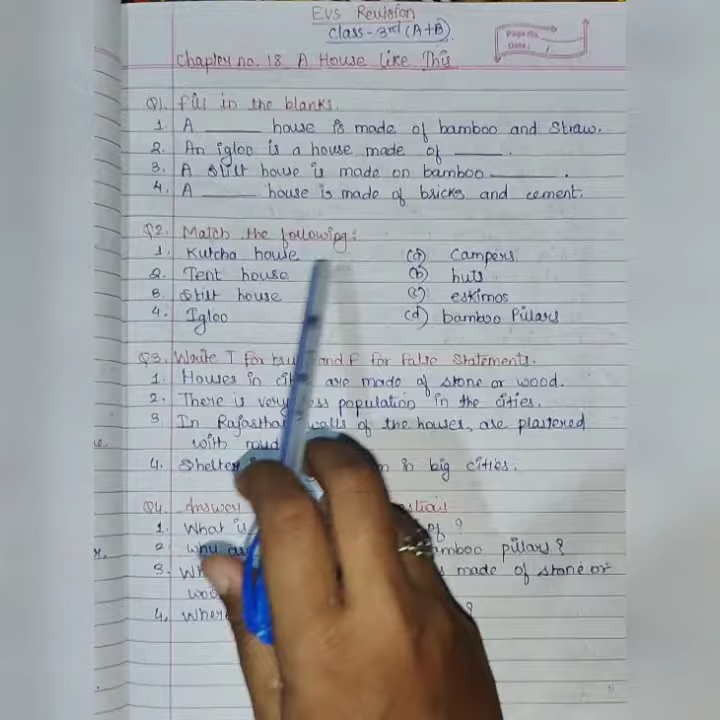 EVS Revision
Class - 3rd (A+B)
Page No.
Date: /
Chapter no. 18 A House Like This
Q1. Fill in the blanks.
1. A ______ house is made of bamboo and straw.
2. An igloo is a house made of ______.
3. A stilt house is made on bamboo ______.
4. A ______ house is made of bricks and cement.
Q2. Match the following:
1. Kutcha house (a) Campers
2. Tent house (b) huts
3. Stilt house (c) eskimos
4. Igloo (d) bamboo Pillars
Q3. Write T for and F for False Statements.
1. Houses in are made of stone or wood.
2. There is very population in the cities.
3. In walls of the houses, are plastered
with mud
4. Shelter in big cities.
Q4. Answer
1. What is of?
2. Why bamboo pillars?
3. made of stone or
4. ?